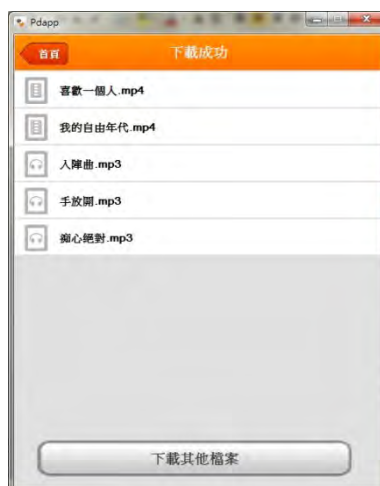 Pdapp
首頁
下載成功
喜歡一個人.mp4
我的自由年代.mp4
入陣曲.mp3
手放開.mp3
痴心絕對.mp3
下載其他檔案